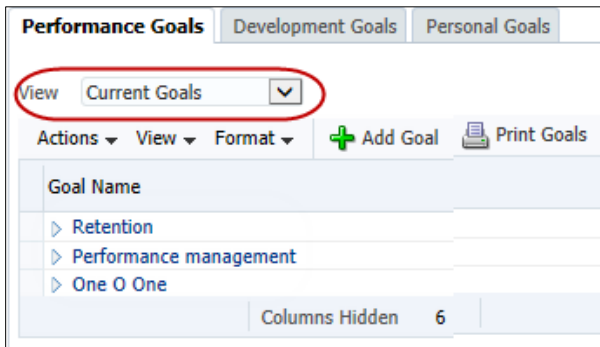 Performance Goals Development Goals Personal Goals
View Current Goals
Actions View Format Add Goal Print Goals
Goal Name
Retention
Performance management
One O One
Columns Hidden 6